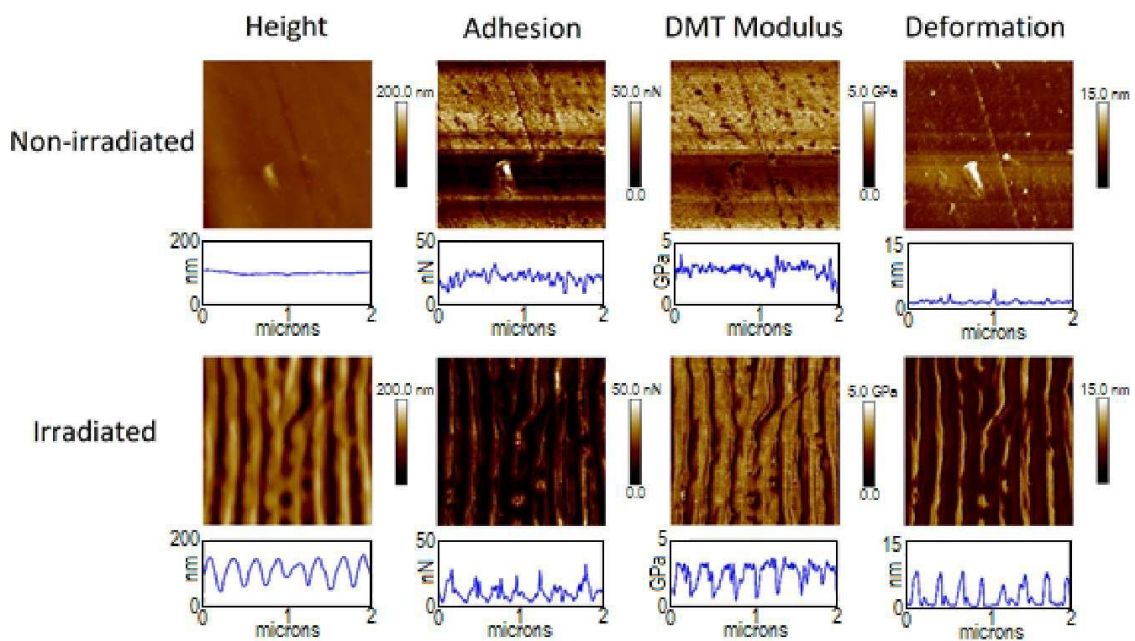 Height Adhesion DMT Modulus Deformation
Non-irradiated
200.0 nm
50.0 nN
0.0
5.0 GPa
0.0
15.0 nm
200 nm 0 0 1 2 microns
50 nN 0 0 1 2 microns
5 GPa 0 0 1 2 microns
15 nm 0 0 1 2 microns
Irradiated
200.0 nm
50.0 nN
0.0
5.0 GPa
0.0
15.0 nm
200 nm 0 0 1 2 microns
50 nN 0 0 1 2 microns
5 GPa 0 0 1 2 microns
15 nm 0 0 1 2 microns